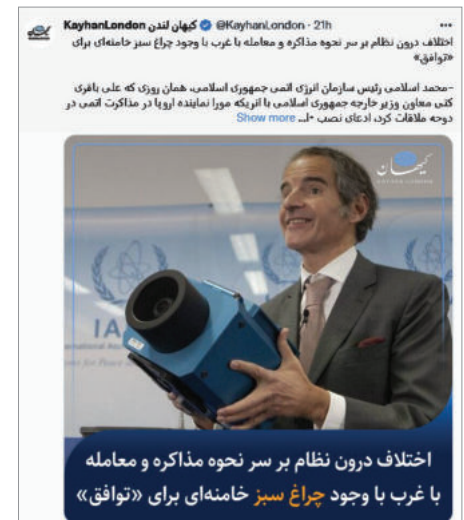 KayhanLondon کیهان لندن @KayhanLondon · 21h
اختلاف درون نظام بر سر نحوه مذاکره و معامله با غرب با وجود چراغ سبز خامنه‌ای برای
«توافق»
-محمد اسلامی رئیس سازمان انرژی اتمی جمهوری اسلامی، همان روزی که علی باقری
کنی معاون وزیر خارجه جمهوری اسلامی با انریکه مورا نماینده اروپا در مذاکرت اتمی در
دوحه ملاقات کرد، ادعای نصب Show more ...
کیهان
KAYHAN LONDON
IA
اختلاف درون نظام بر سر نحوه مذاکره و معامله
با غرب با وجود چراغ سبز خامنه‌ای برای «توافق»